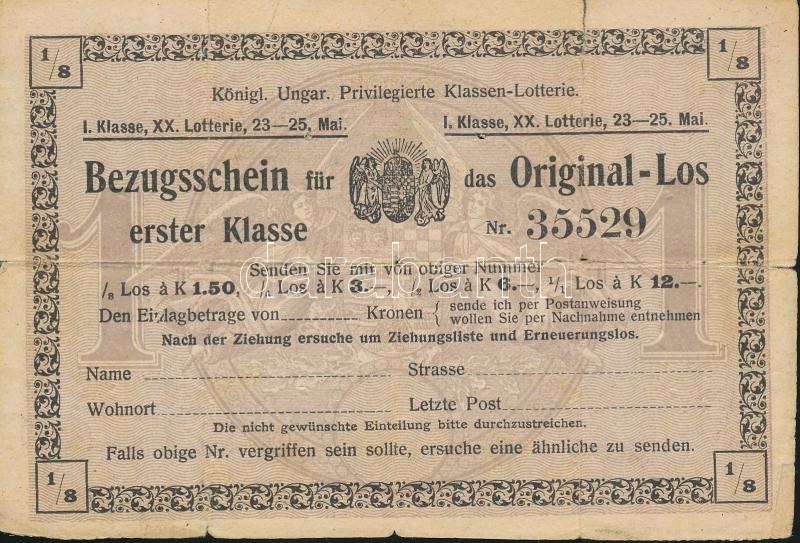 1/8 1/8
Königl. Ungar. Privilegierte Klassen-Lotterie.
I. Klasse, XX. Lotterie, 23—25. Mai. I. Klasse, XX. Lotterie, 23—25. Mai.
Bezugsschein für das Original-Los
erster Klasse Nr. 35529
Senden Sie mir von obiger Nummer
/8 Los à K 1.50, Los à K 3.—, /2 Los à K 6.—, 1/1 Los à K 12.—.
Den Einlagbetrage von Kronen { sende ich per Postanweisung
wollen Sie per Nachnahme entnehmen
Nach der Ziehung ersuche um Ziehungsliste und Erneuerungslos.
Name Strasse
Wohnort Letzte Post
Die nicht gewünschte Einteilung bitte durchzustreichen.
Falls obige Nr. vergriffen sein sollte, ersuche eine ähnliche zu senden.
1/8 1/8
darabanth.com